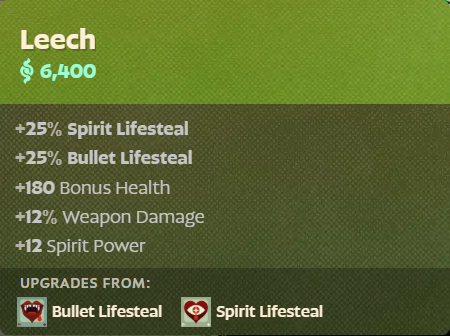 Leech
6,400
+25% Spirit Lifesteal
+25% Bullet Lifesteal
+180 Bonus Health
+12% Weapon Damage
+12 Spirit Power
UPGRADES FROM:
Bullet Lifesteal Spirit Lifesteal